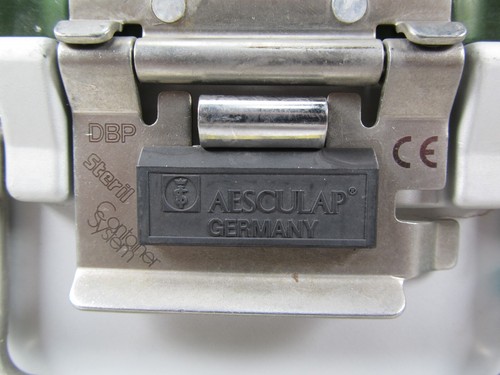 DBP
steril
Container
System
CE
AESCULAP®
GERMANY